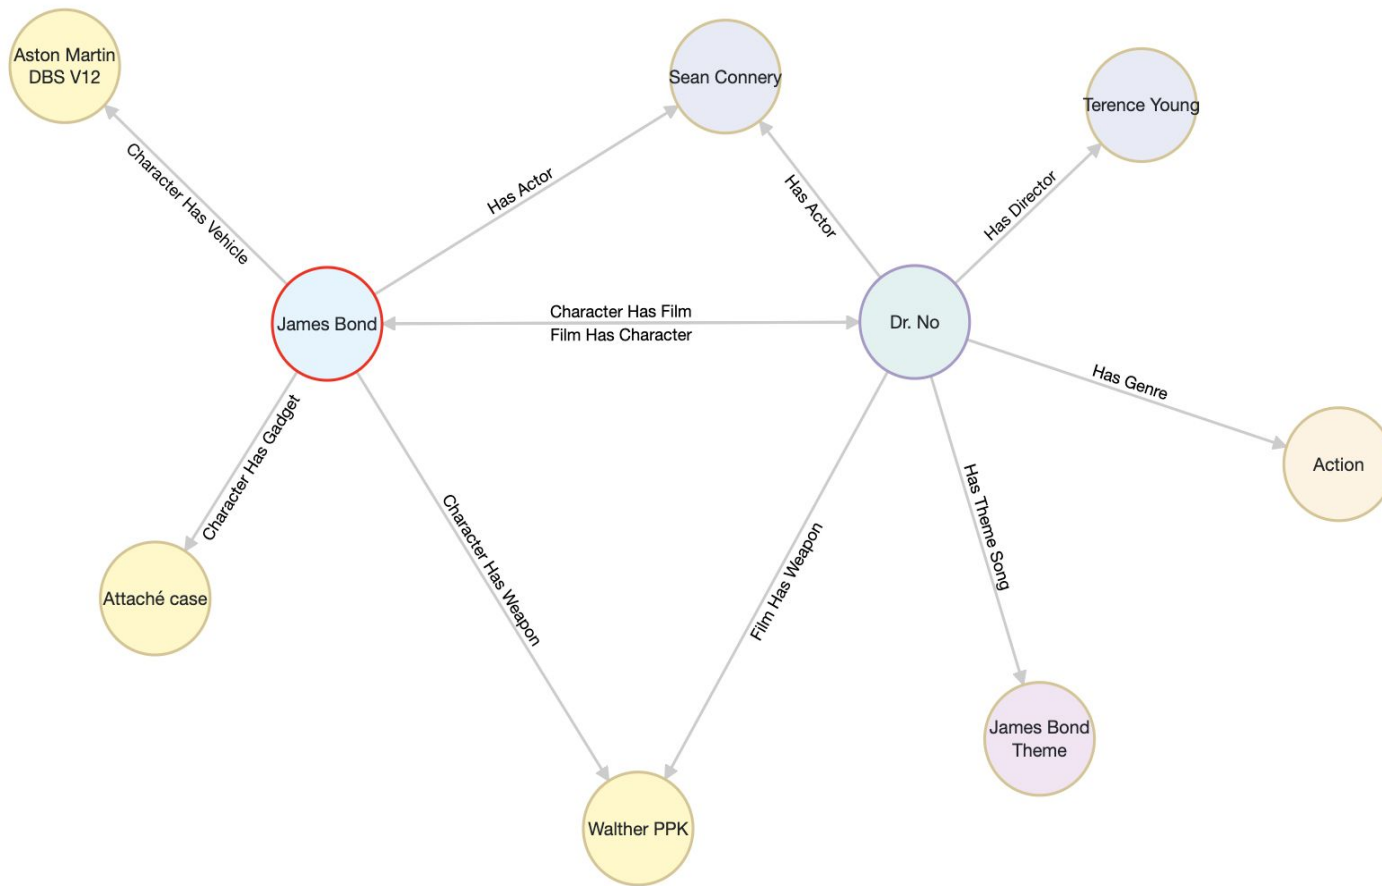 Aston Martin
DBS V12
Sean Connery
Terence Young
Character Has Vehicle
Has Actor
Has Actor
Has Director
James Bond
Character Has Film
Film Has Character
Dr. No
Has Genre
Action
Character Has Gadget
Character Has Weapon
Film Has Weapon
Has Theme Song
Attaché case
James Bond
Theme
Walther PPK